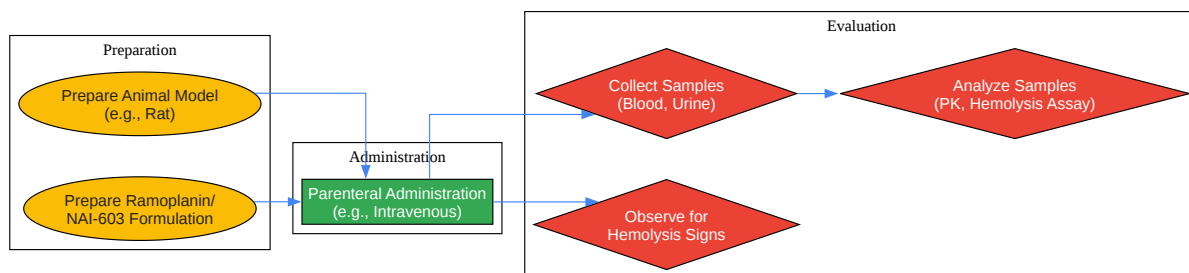 Preparation
Prepare Animal Model
(e.g., Rat)
Prepare Ramoplanin/
NAI-603 Formulation
Administration
Parenteral Administration
(e.g., Intravenous)
Evaluation
Collect Samples
(Blood, Urine)
Analyze Samples
(PK, Hemolysis Assay)
Observe for
Hemolysis Signs